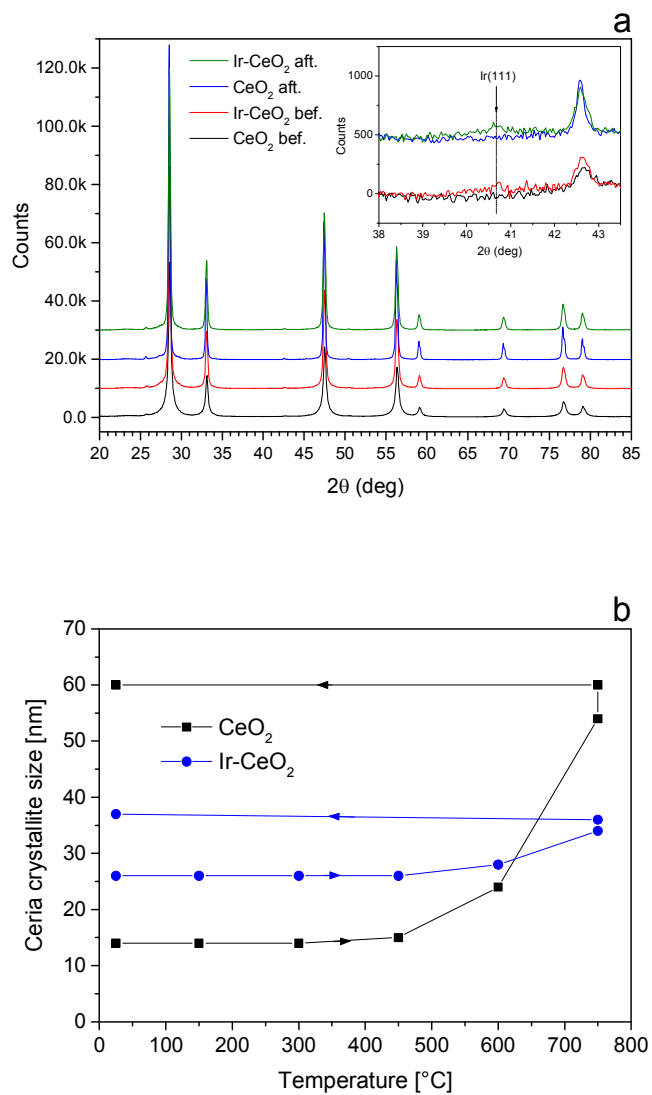 a
120.0k
100.0k
80.0k
60.0k
40.0k
20.0k
0.0
Counts
Ir-CeO₂ aft.
CeO₂ aft.
Ir-CeO₂ bef.
CeO₂ bef.
Ir(111)
1000
500
0
Counts
38 39 40 41 42 43
2θ (deg)
20 25 30 35 40 45 50 55 60 65 70 75 80 85
2θ (deg)
b
70
60
50
40
30
20
10
0
Ceria crystallite size [nm]
CeO₂
Ir-CeO₂
0 100 200 300 400 500 600 700 800
Temperature [°C]